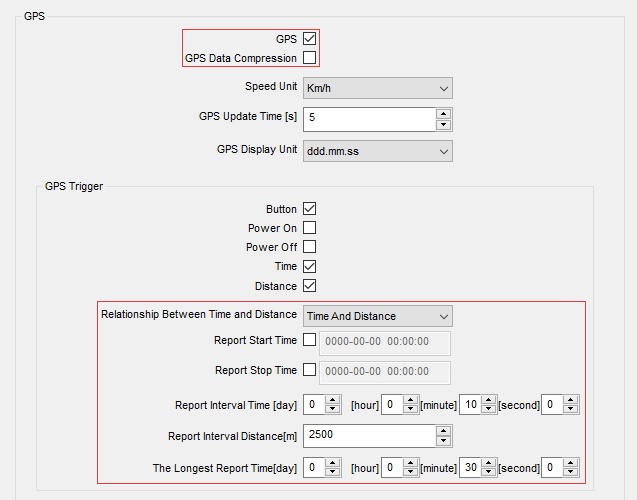 GPS
GPS
GPS Data Compression
Speed Unit Km/h
GPS Update Time [s] 5
GPS Display Unit ddd.mm.ss
GPS Trigger
Button
Power On
Power Off
Time
Distance
Relationship Between Time and Distance Time And Distance
Report Start Time 0000-00-00 00:00:00
Report Stop Time 0000-00-00 00:00:00
Report Interval Time [day] 0 [hour] 0 [minute] 10 [second] 0
Report Interval Distance[m] 2500
The Longest Report Time[day] 0 [hour] 0 [minute] 30 [second] 0